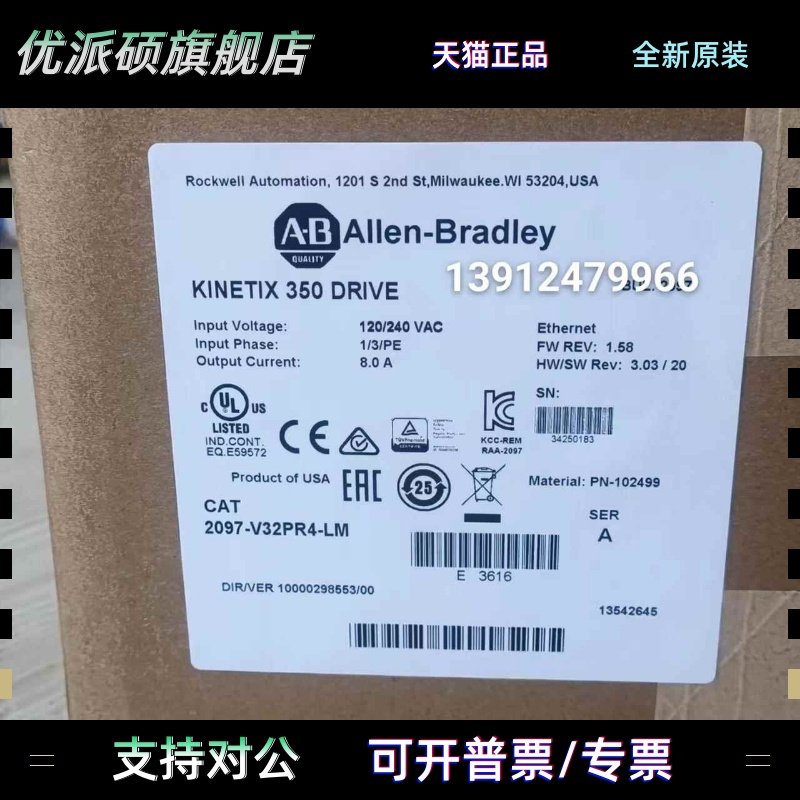 优派硕旗舰店
天猫正品
全新原装
Rockwell Automation, 1201 S 2nd St,Milwaukee.WI 53204,USA
A·B
QUALITY
Allen-Bradley
13912479966
KINETIX 350 DRIVE
Input Voltage: 120/240 VAC
Input Phase: 1/3/PE
Output Current: 8.0 A
Ethernet
FW REV: 1.58
HW/SW Rev: 3.03 / 20
SN:
34250183
C UL US
LISTED
IND.CONT.
EQ.E59572
CE
KCC-REM
RAA-2097
Product of USA
EAC
25
Material: PN-102499
CAT
2097-V32PR4-LM
SER
A
E 3616
DIR/VER 10000298553/00
13542645
支持对公
可开普票/专票